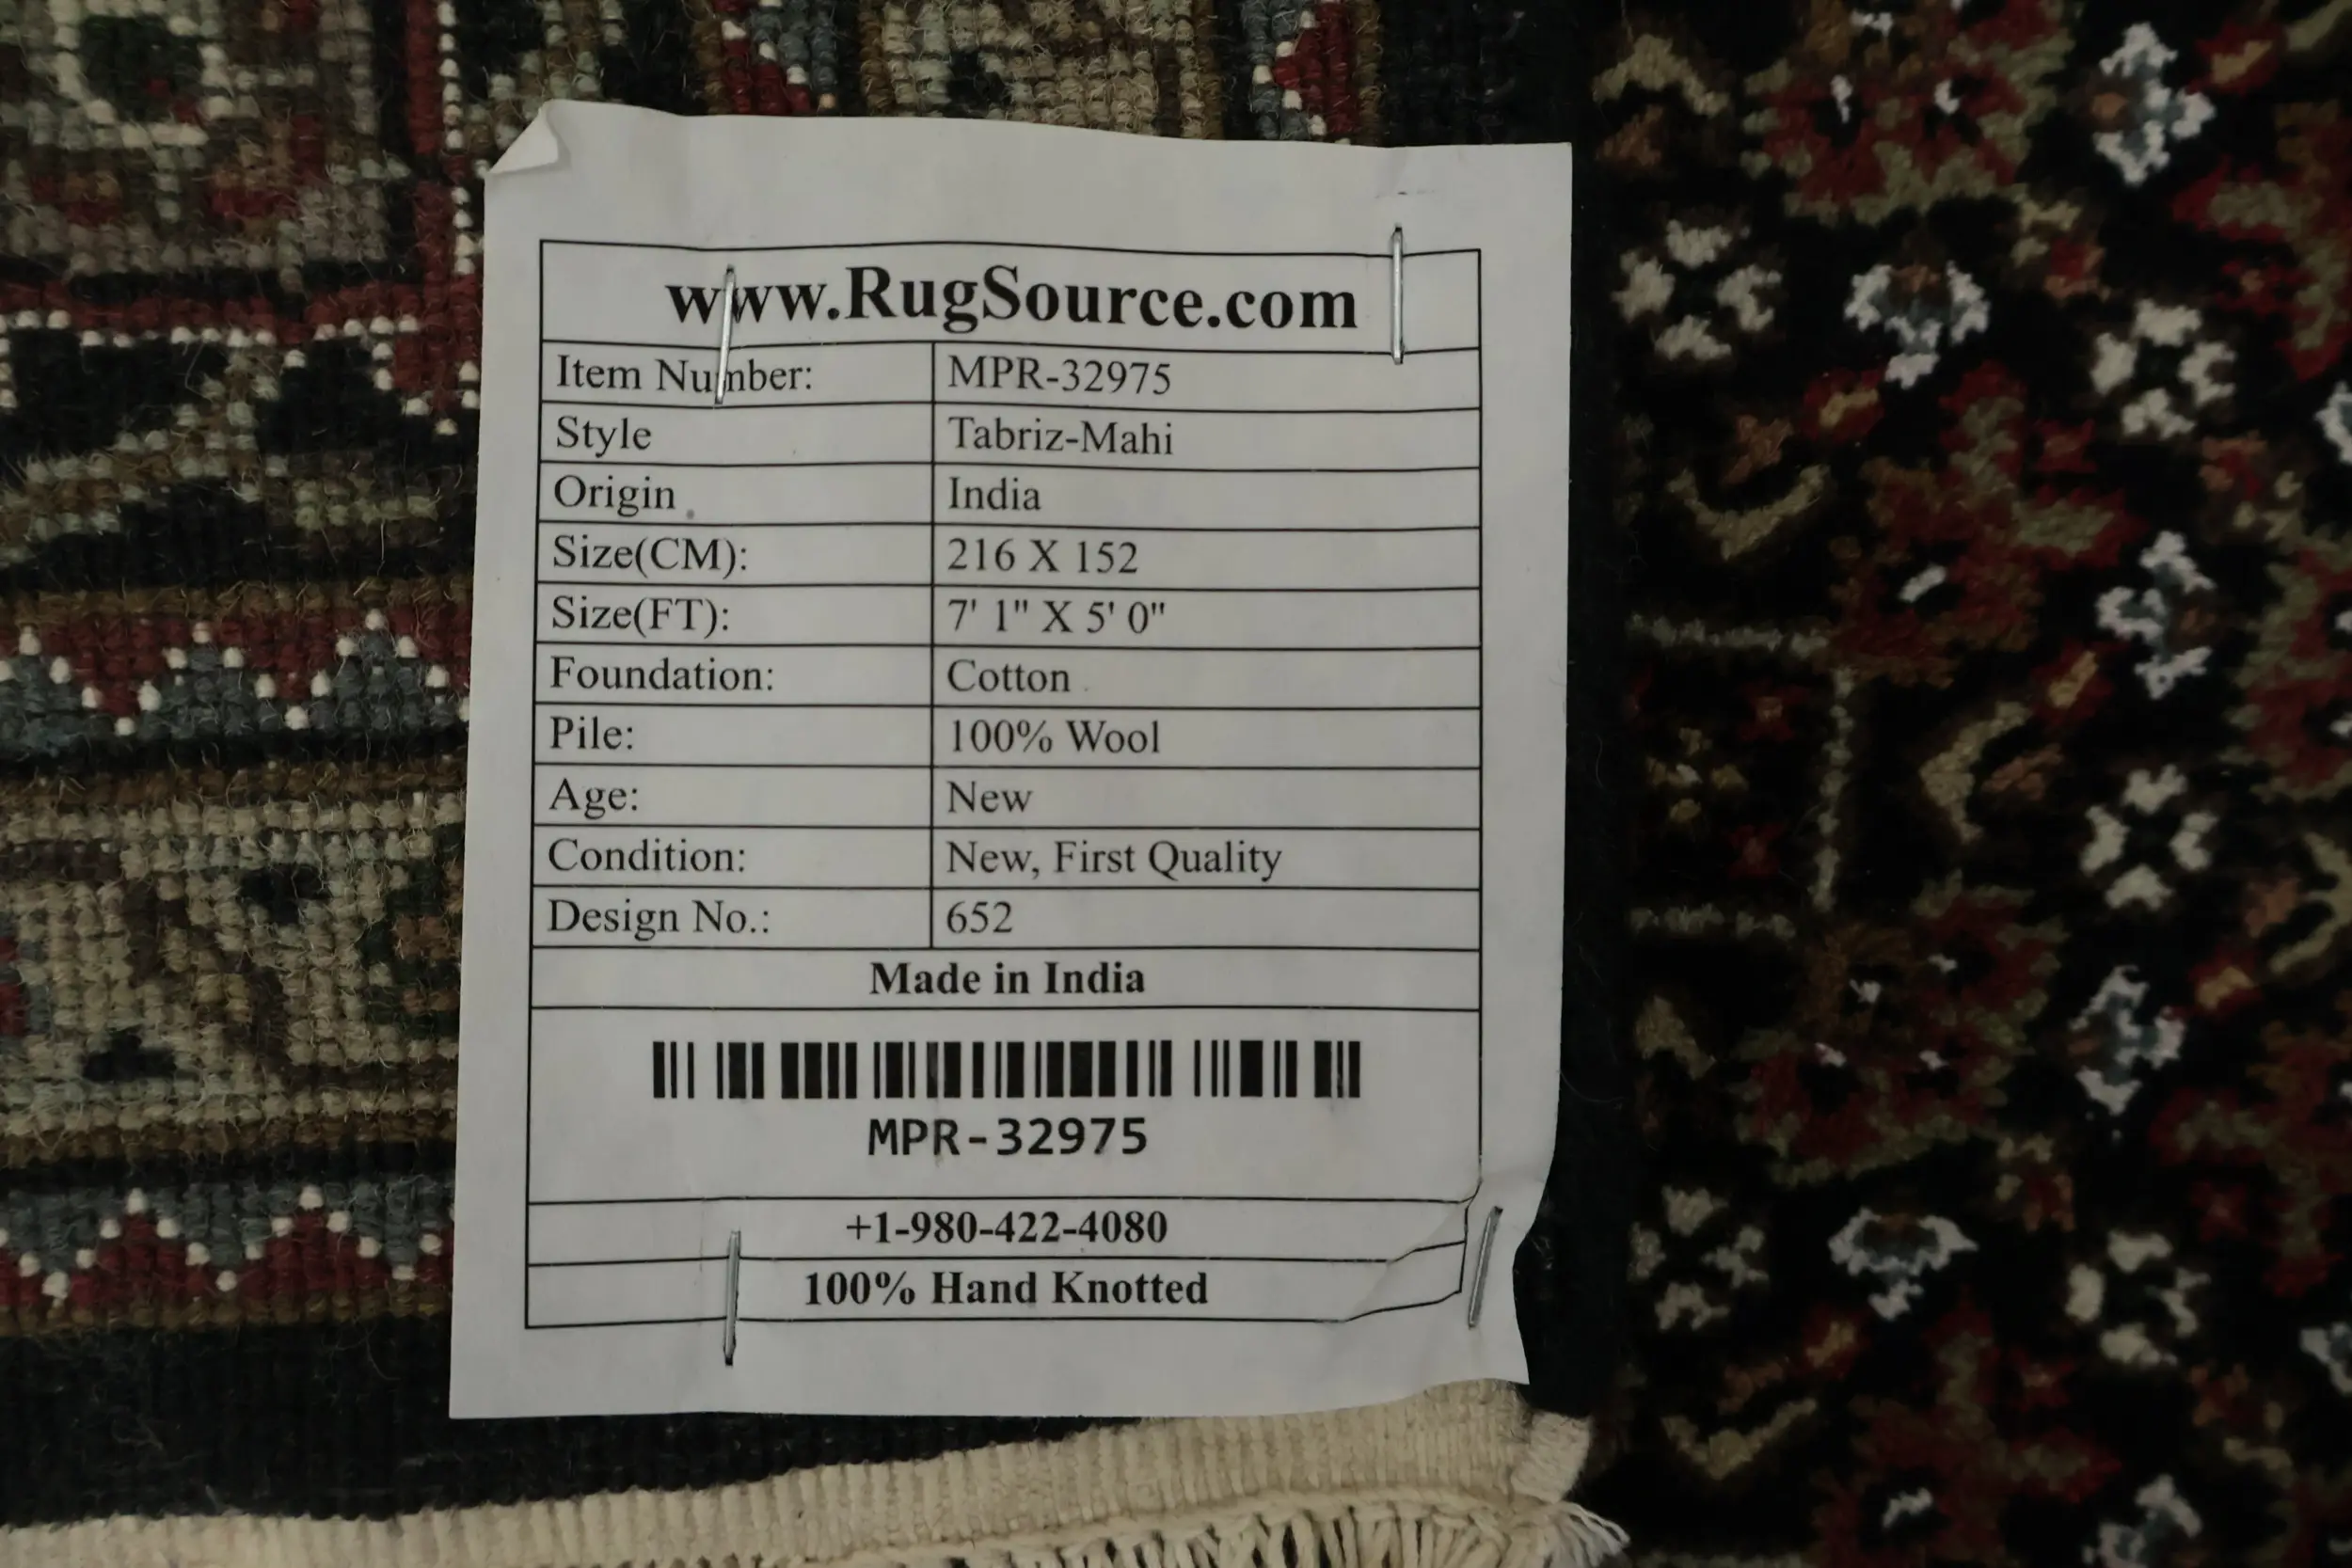 www.RugSource.com
Item Number: MPR-32975
Style Tabriz-Mahi
Origin India
Size(CM): 216 X 152
Size(FT): 7' 1" X 5' 0"
Foundation: Cotton
Pile: 100% Wool
Age: New
Condition: New, First Quality
Design No.: 652
Made in India
MPR-32975
+1-980-422-4080
100% Hand Knotted